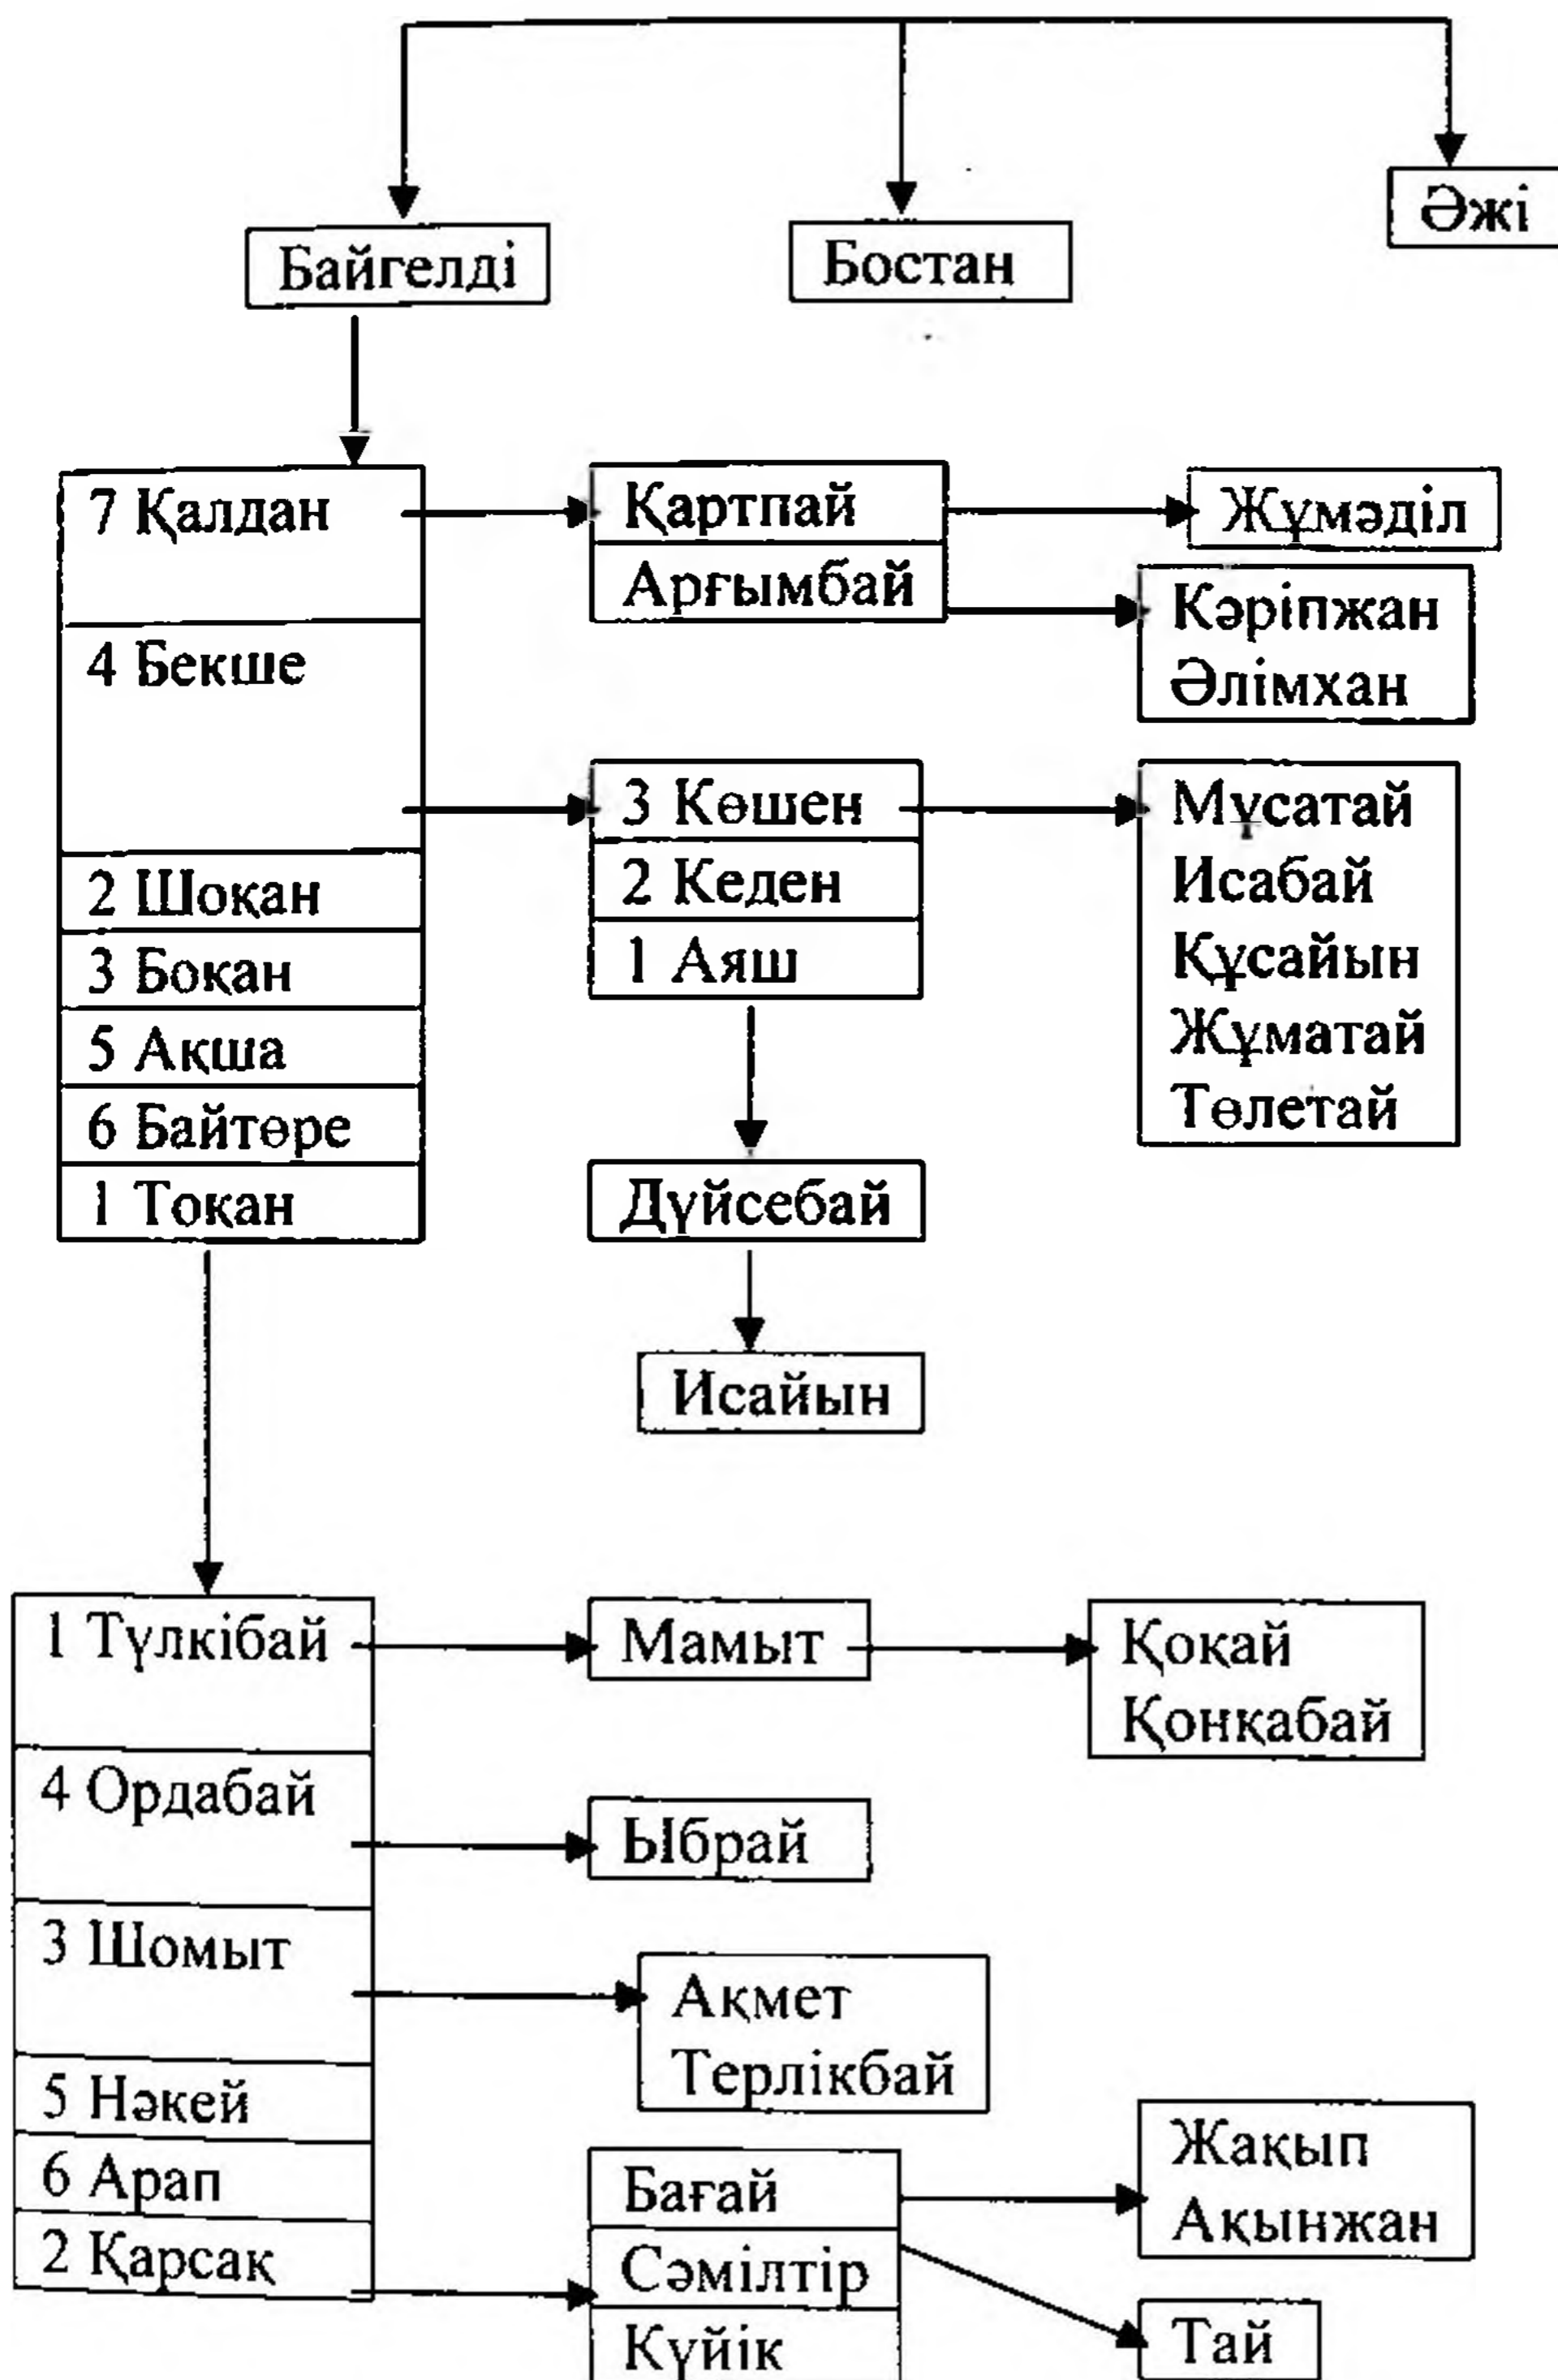 Әжі
Байгелді
Бостан
7 Қалдан
Қартпай
Жұмәділ
Арғымбай
Кәріпжан
Әлімхан
4 Бекше
3 Көшен
Мұсатай
2 Кеден
Исабай
2 Шоқан
1 Аяш
Құсайын
3 Боқан
Жұматай
5 Ақша
Төлетай
6 Байтөре
1 Тоқан
Дүйсебай
Исайын
1 Түлкібай
Мамыт
Қоқай
Қонқабай
4 Ордабай
Ыбрай
3 Шомыт
Ақмет
Терлікбай
5 Нәкей
6 Арап
2 Қарсақ
Бағай
Жақып
Ақынжан
Сәмілтір
Күйік
Тай